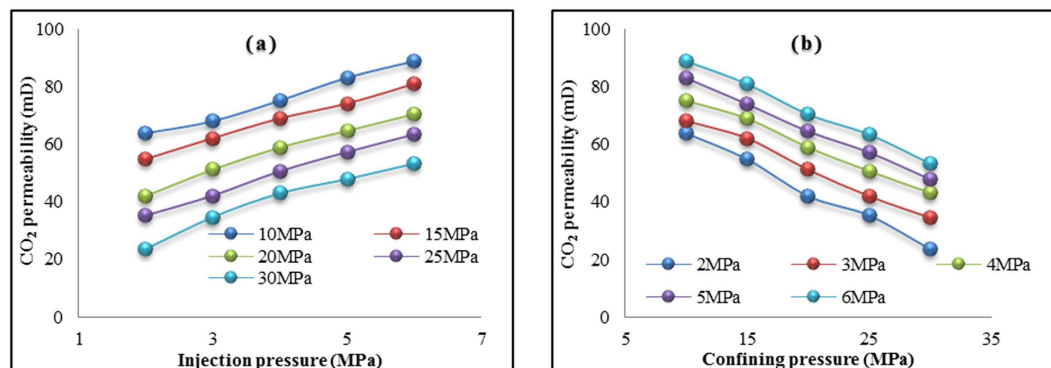 (a)
CO₂ permeability (mD)
100
80
60
40
20
0
10MPa 15MPa
20MPa 25MPa
30MPa
1 3 5 7
Injection pressure (MPa)
(b)
CO₂ permeability (mD)
100
80
60
40
20
0
2MPa 3MPa 4MPa
5MPa 6MPa
5 15 25 35
Confining pressure (MPa)